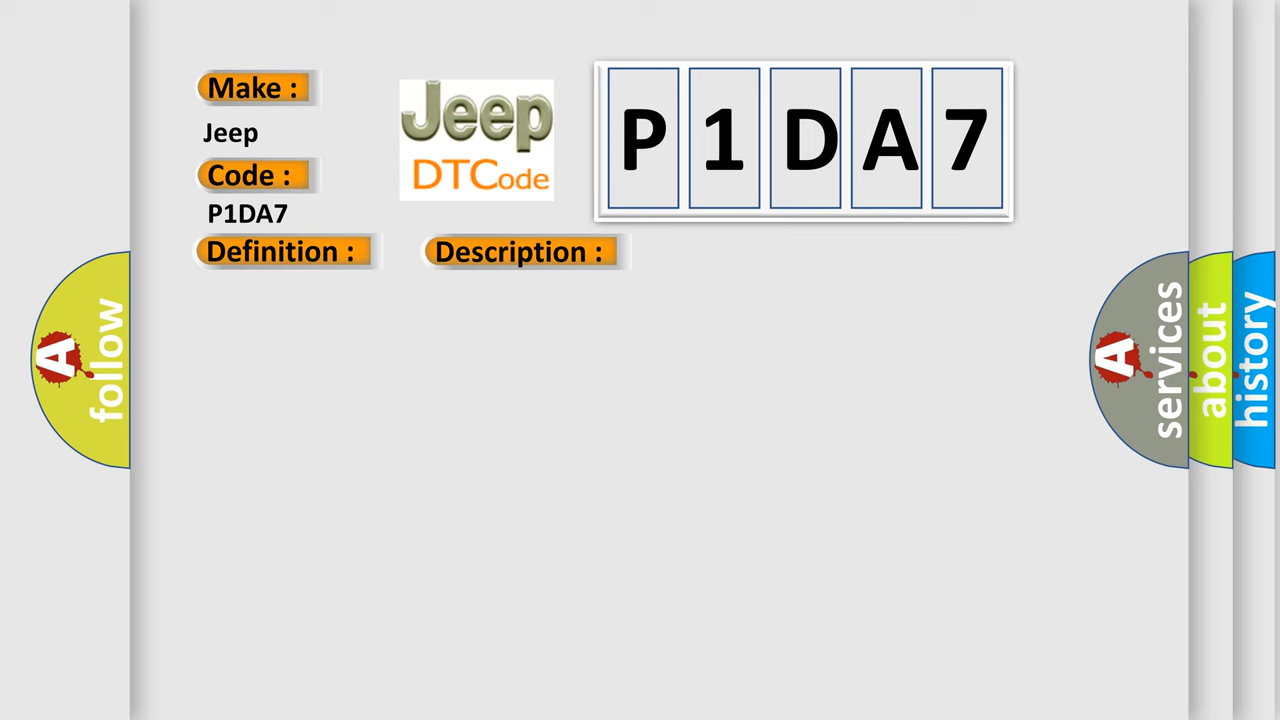 Make :
Jeep
Code :
P1DA7
Definition :
Description :
Jeep
DTCode
P 1 D A 7
A follow
A services
about
history